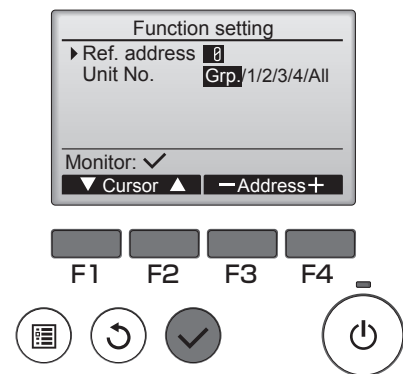 Function setting
Ref. address 0
Unit No. Grp./1/2/3/4/All
Monitor:
Cursor −Address+
F1 F2 F3 F4